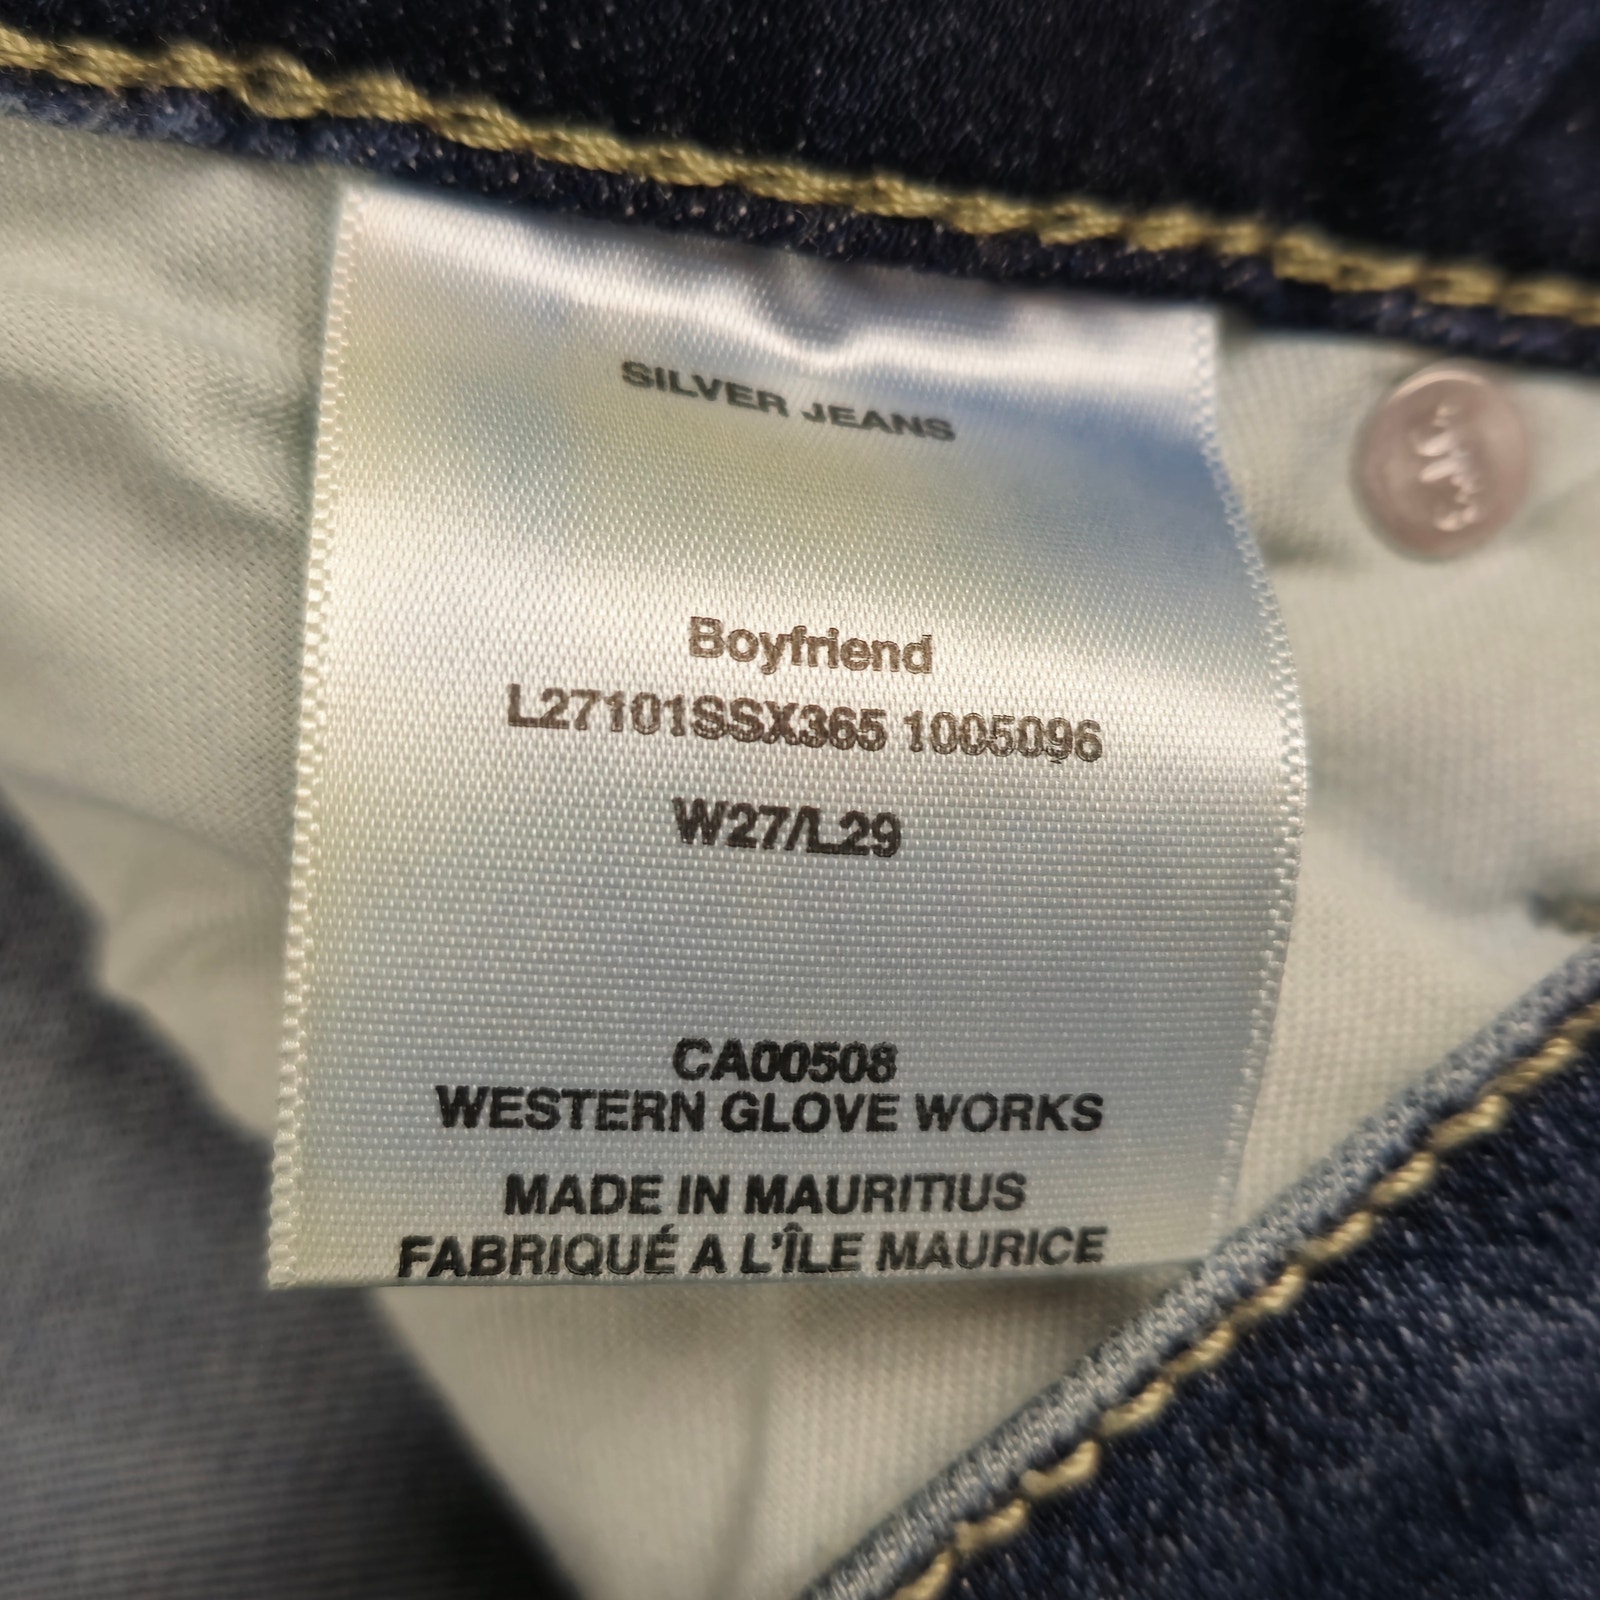 SILVER JEANS
Boyfriend
L27101SSX365 1005096
W27/L29
CA00508
WESTERN GLOVE WORKS
MADE IN MAURITIUS
FABRIQUÉ A L'ÎLE MAURICE